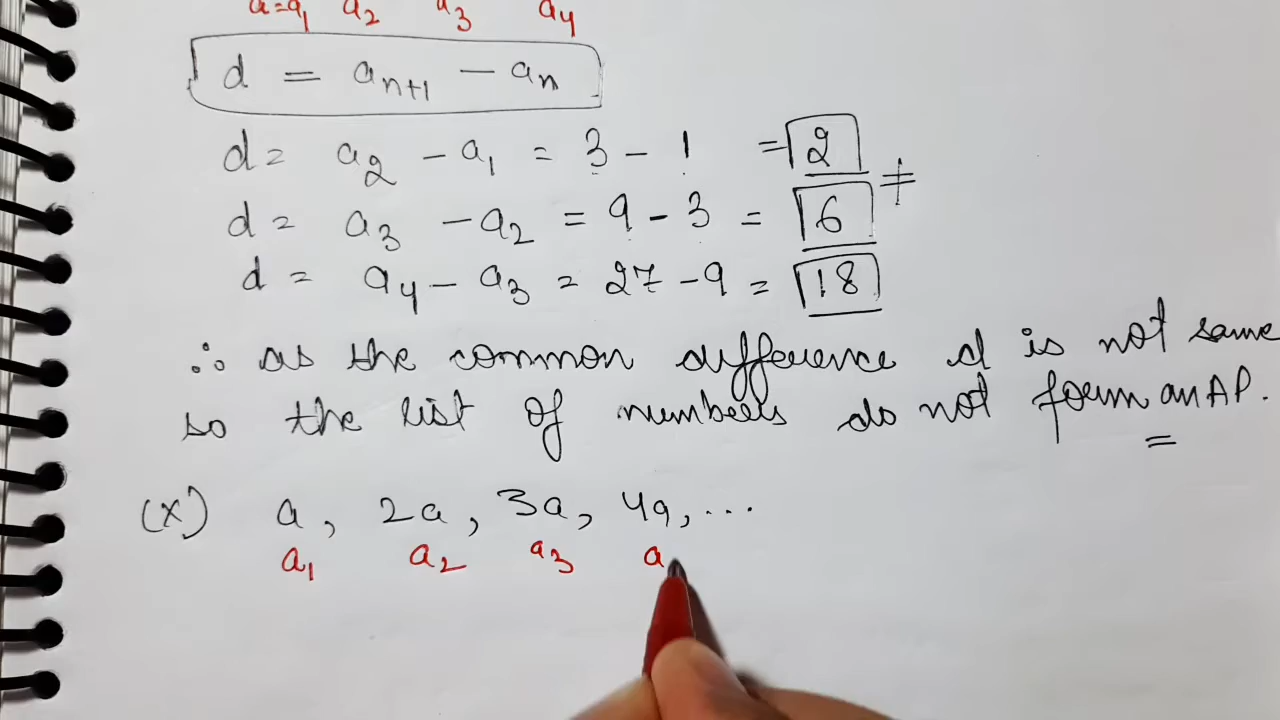 a=a₁ a₂ a₃ a₄
d = aₙ₊₁ – aₙ
d = a₂ – a₁ = 3 – 1 = 2
≠
d = a₃ – a₂ = 9 – 3 = 6
d = a₄ – a₃ = 27 – 9 = 18
∴ as the common difference d is not same
so the list of numbers do not form an AP.
(x) a, 2a, 3a, 4a, ...
a₁ a₂ a₃ a